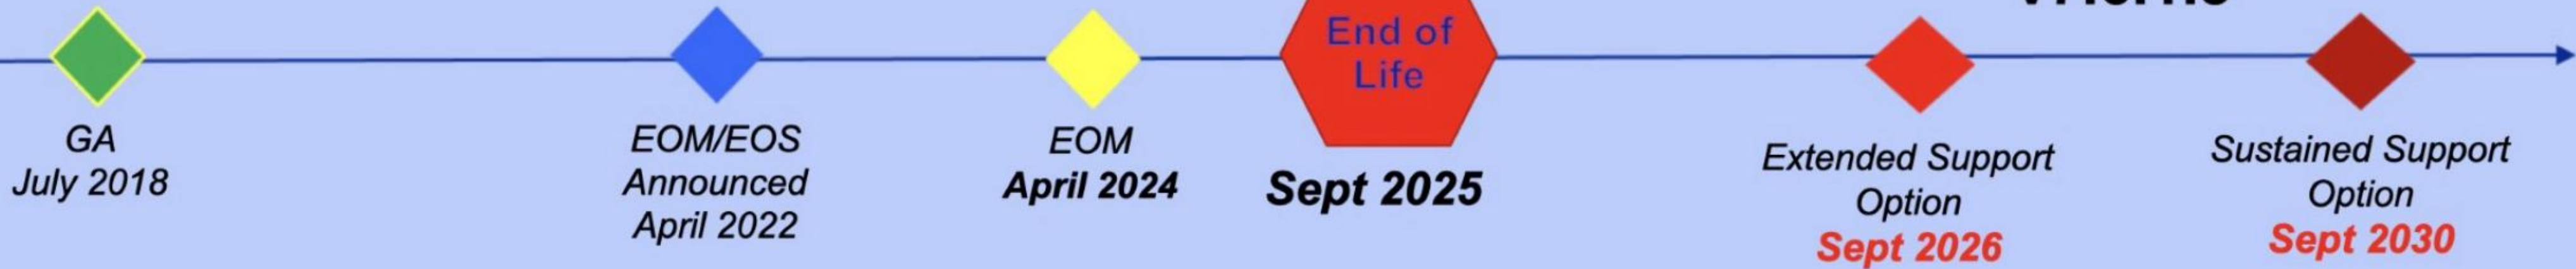 End of
Life
GA
July 2018
EOM/EOS
Announced
April 2022
EOM
April 2024
Sept 2025
Extended Support
Option
Sept 2026
Sustained Support
Option
Sept 2030